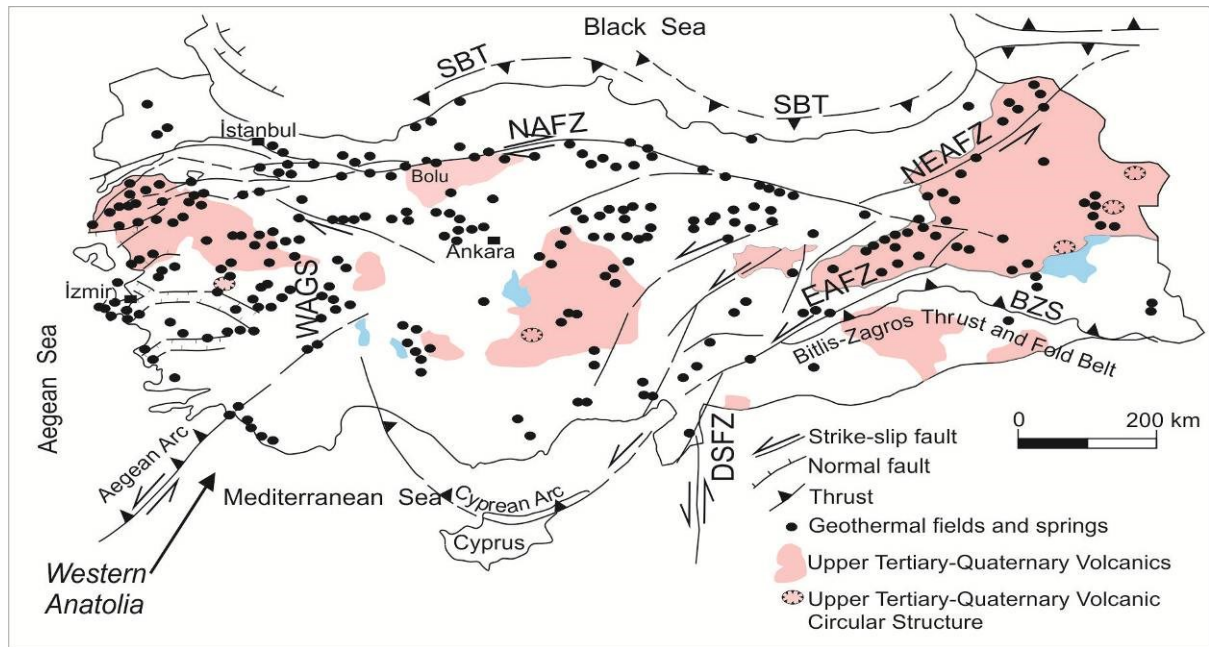 Black Sea
SBT
SBT
İstanbul
NAFZ
NEAFZ
Bolu
Ankara
İzmin
WAGS
EAFZ
BZS
Bitlis-Zagros Thrust and Fold Belt
Aegean Sea
DSFZ
0 200 km
Aegean Arc
Mediterranean Sea
Cyprean Arc
Cyprus
Western
Anatolia
Strike-slip fault
Normal fault
Thrust
Geothermal fields and springs
Upper Tertiary-Quaternary Volcanics
Upper Tertiary-Quaternary Volcanic
Circular Structure